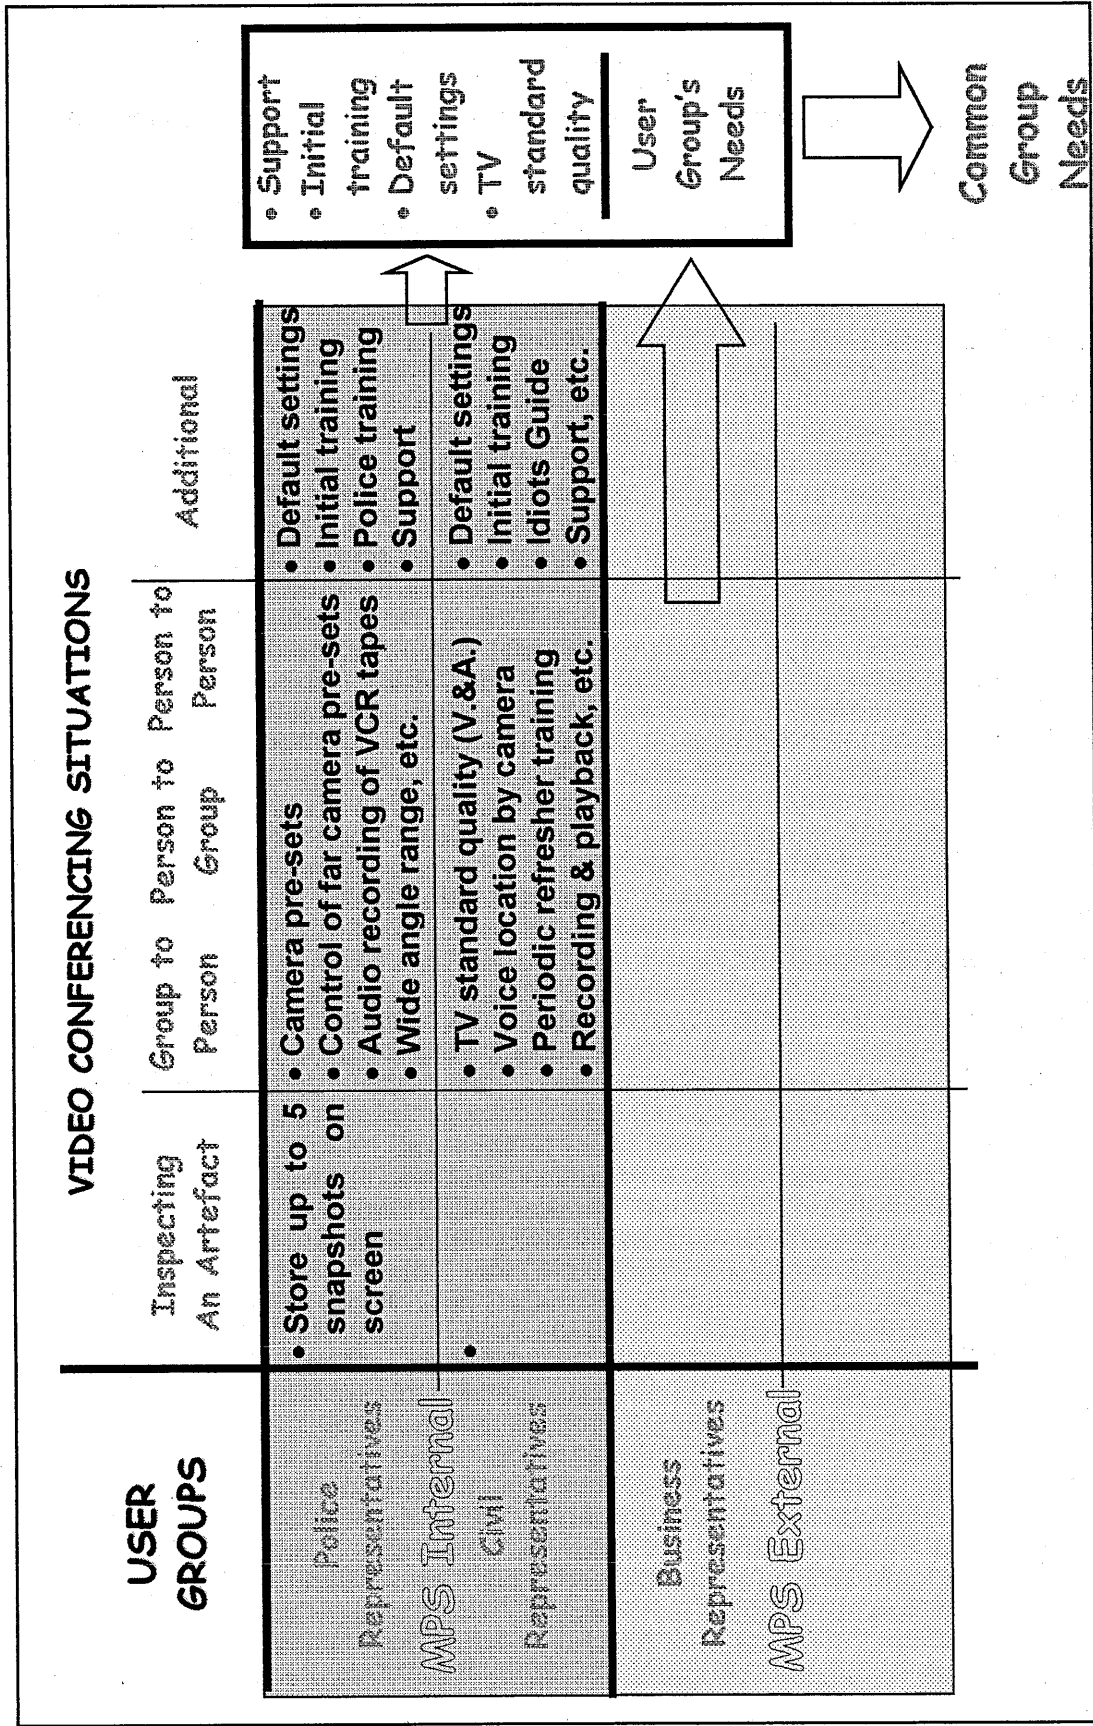 VIDEO CONFERENCING SITUATIONS
USER
GROUPS
Inspecting
An Artefact
Group to
Person
Person to
Group
Person to
Person
Additional
Police
Representatives
MPS Internal
Civil
Representatives
• Store up to 5
snapshots on
screen
•
• Camera pre-sets
• Control of far camera pre-sets
• Audio recording of VCR tapes
• Wide angle range, etc.
• TV standard quality (V.&A.)
• Voice location by camera
• Periodic refresher training
• Recording & playback, etc.
• Default settings
• Initial training
• Police training
• Support
• Default settings
• Initial training
• Idiots Guide
• Support, etc.
Business
Representatives
MPS External
• Support
• Initial
training
• Default
settings
• TV
standard
quality
User
Group's
Needs
Common
Group
Needs